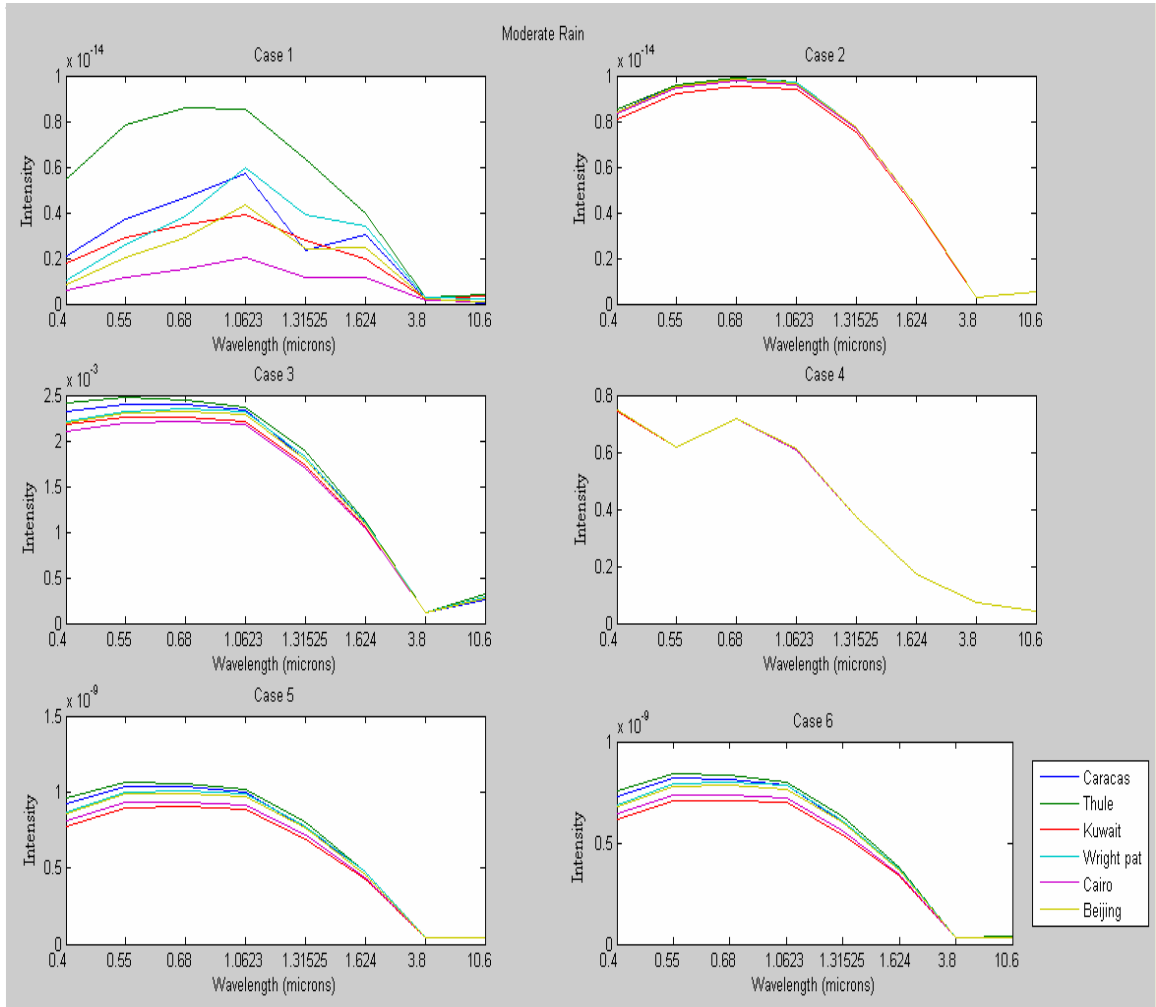 Moderate Rain
x 10^-14
Case 1
Intensity
1
0.8
0.6
0.4
0.2
0
0.4 0.55 0.68 1.0623 1.31525 1.624 3.8 10.6
Wavelength (microns)
x 10^-14
Case 2
Intensity
1
0.8
0.6
0.4
0.2
0
0.4 0.55 0.68 1.0623 1.31525 1.624 3.8 10.6
Wavelength (microns)
x 10^-3
Case 3
Intensity
2.5
2
1.5
1
0.5
0
0.4 0.55 0.68 1.0623 1.31525 1.624 3.8 10.6
Wavelength (microns)
Case 4
Intensity
0.8
0.6
0.4
0.2
0
0.4 0.55 0.68 1.0623 1.31525 1.624 3.8 10.6
Wavelength (microns)
x 10^-9
Case 5
Intensity
1.5
1
0.5
0
0.4 0.55 0.68 1.0623 1.31525 1.624 3.8 10.6
Wavelength (microns)
x 10^-9
Case 6
Intensity
1
0.5
0
0.4 0.55 0.68 1.0623 1.31525 1.624 3.8 10.6
Wavelength (microns)
Caracas
Thule
Kuwait
Wright pat
Cairo
Beijing